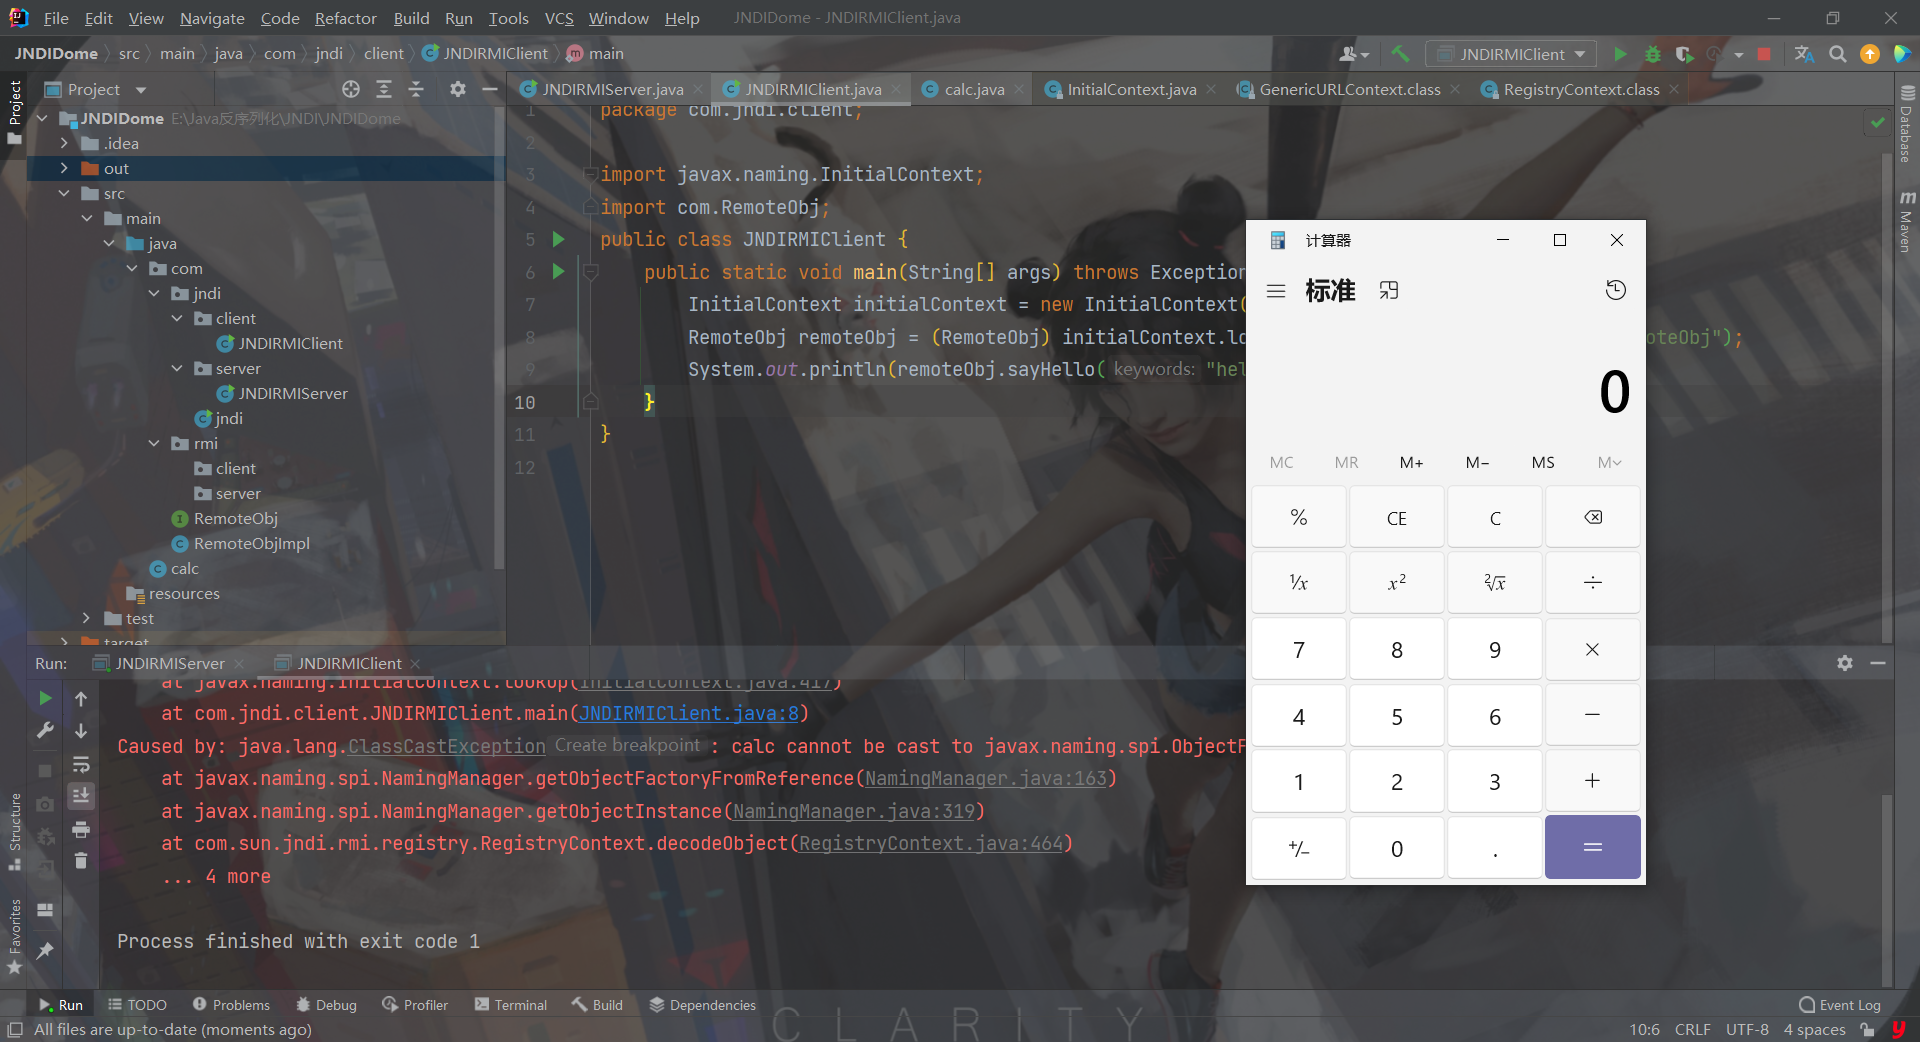 File Edit View Navigate Code Refactor Build Run Tools VCS Window Help JNDIDome - JNDIRMIClient.java
JNDIDome src main java com jndi client JNDIRMIClient main
JNDIRMIClient
Project
JNDIRMIServer.java JNDIRMIClient.java calc.java InitialContext.java GenericURLContext.class RegistryContext.class
Project
JNDIDome E:\Java反序列化\JNDI\JNDIDome
.idea
out
src
main
java
com
jndi
client
JNDIRMIClient
server
JNDIRMIServer
jndi
rmi
client
server
RemoteObj
RemoteObjImpl
calc
resources
test
target
1 package com.jndi.client;
2
3 import javax.naming.InitialContext;
4 import com.RemoteObj;
5 public class JNDIRMIClient {
6 public static void main(String[] args) throws Exception
7 InitialContext initialContext = new InitialContext(
8 RemoteObj remoteObj = (RemoteObj) initialContext.lo oteObj");
9 System.out.println(remoteObj.sayHello( keywords: "hel
10 }
11 }
12
Database
Maven
计算器
标准
0
MC MR M+ M− MS M
% CE C
1/x x² ²√x ÷
7 8 9 ×
4 5 6 −
1 2 3 +
+/− 0 . =
Run: JNDIRMIServer JNDIRMIClient
at javax.naming.InitialContext.lookup(InitialContext.java:417)
at com.jndi.client.JNDIRMIClient.main(JNDIRMIClient.java:8)
Caused by: java.lang.ClassCastException Create breakpoint : calc cannot be cast to javax.naming.spi.ObjectF
at javax.naming.spi.NamingManager.getObjectFactoryFromReference(NamingManager.java:163)
at javax.naming.spi.NamingManager.getObjectInstance(NamingManager.java:319)
at com.sun.jndi.rmi.registry.RegistryContext.decodeObject(RegistryContext.java:464)
... 4 more
Process finished with exit code 1
Structure
Favorites
Run TODO Problems Debug Profiler Terminal Build Dependencies Event Log
CLARITY
All files are up-to-date (moments ago) 10:6 CRLF UTF-8 4 spaces